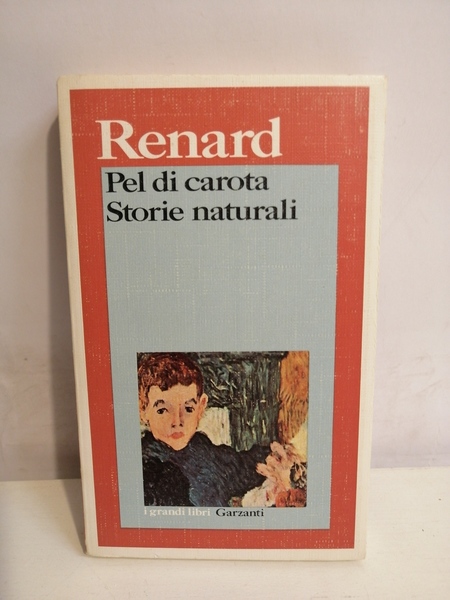 Renard
Pel di carota
Storie naturali
i grandi libri Garzanti